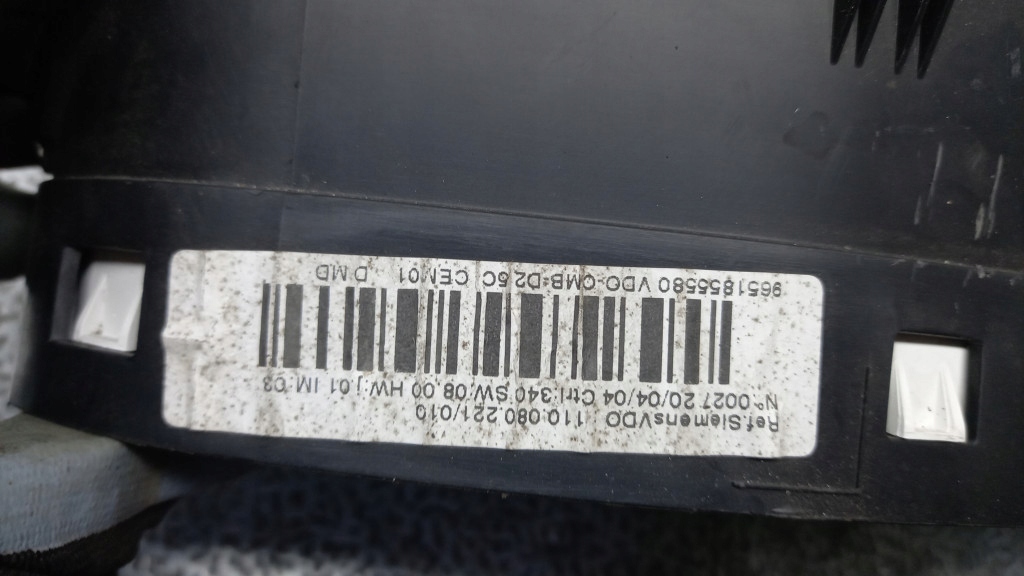 Ref.SiemensVDO 110.080.221/010
N°.0027 20/04/04 Ctrl:340 SW:08.00 HW:j.01 IM:03
9651855580 VDO-CMB-D2 5C CEM01 D MD